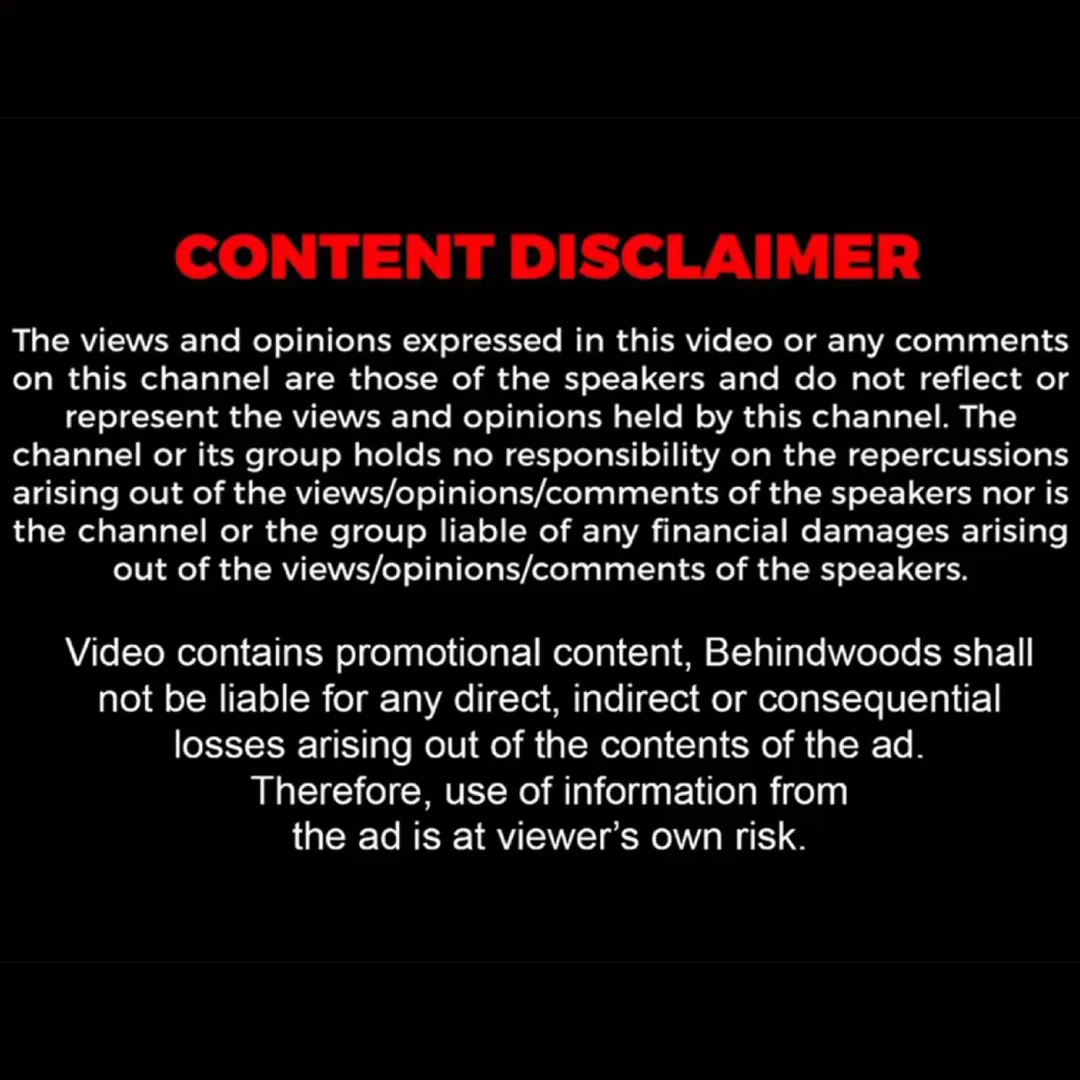 CONTENT DISCLAIMER
The views and opinions expressed in this video or any comments
on this channel are those of the speakers and do not reflect or
represent the views and opinions held by this channel. The
channel or its group holds no responsibility on the repercussions
arising out of the views/opinions/comments of the speakers nor is
the channel or the group liable of any financial damages arising
out of the views/opinions/comments of the speakers.
Video contains promotional content, Behindwoods shall
not be liable for any direct, indirect or consequential
losses arising out of the contents of the ad.
Therefore, use of information from
the ad is at viewer’s own risk.